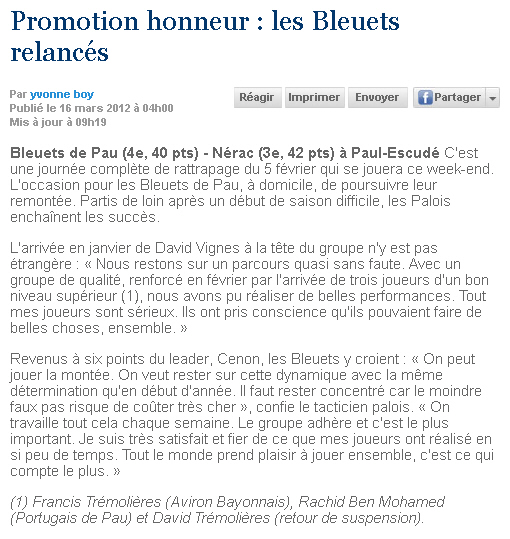 Promotion honneur : les Bleuets
relancés
Par yvonne boy
Publié le 16 mars 2012 à 04h00
Mis à jour à 09h19
Réagir Imprimer Envoyer Partager
Bleuets de Pau (4e, 40 pts) - Nérac (3e, 42 pts) à Paul-Escudé C'est
une journée complète de rattrapage du 5 février qui se jouera ce week-end.
L'occasion pour les Bleuets de Pau, à domicile, de poursuivre leur
remontée. Partis de loin après un début de saison difficile, les Palois
enchaînent les succès.
L'arrivée en janvier de David Vignes à la tête du groupe n'y est pas
étrangère : « Nous restons sur un parcours quasi sans faute. Avec un
groupe de qualité, renforcé en février par l'arrivée de trois joueurs d'un bon
niveau supérieur (1), nous avons pu réaliser de belles performances. Tout
mes joueurs sont sérieux. Ils ont pris conscience qu'ils pouvaient faire de
belles choses, ensemble. »
Revenus à six points du leader, Cenon, les Bleuets y croient : « On peut
jouer la montée. On veut rester sur cette dynamique avec la même
détermination qu'en début d'année. Il faut rester concentré car le moindre
faux pas risque de coûter très cher », confie le tacticien palois. « On
travaille tout cela chaque semaine. Le groupe adhère et c'est le plus
important. Je suis très satisfait et fier de ce que mes joueurs ont réalisé en
si peu de temps. Tout le monde prend plaisir à jouer ensemble, c'est ce qui
compte le plus. »
(1) Francis Trémolières (Aviron Bayonnais), Rachid Ben Mohamed
(Portugais de Pau) et David Trémolières (retour de suspension).